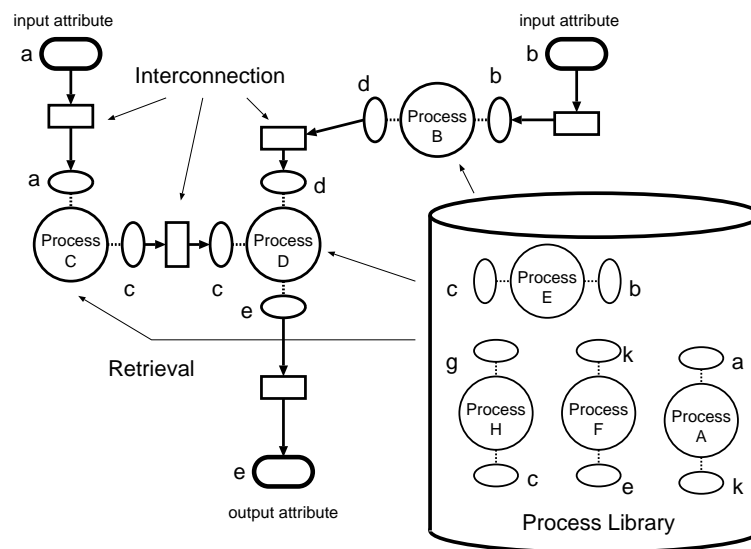 input attribute
input attribute
a
b
Interconnection
d
b
Process
B
a
d
Process
C
Process
D
c
c
e
Process
E
c
b
Retrieval
g
k
a
Process
H
Process
F
Process
A
c
e
k
e
output attribute
Process Library